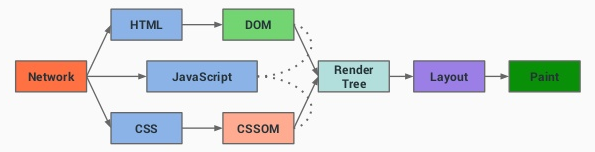 HTML
DOM
Network
JavaScript
Render
Tree
Layout
Paint
CSS
CSSOM